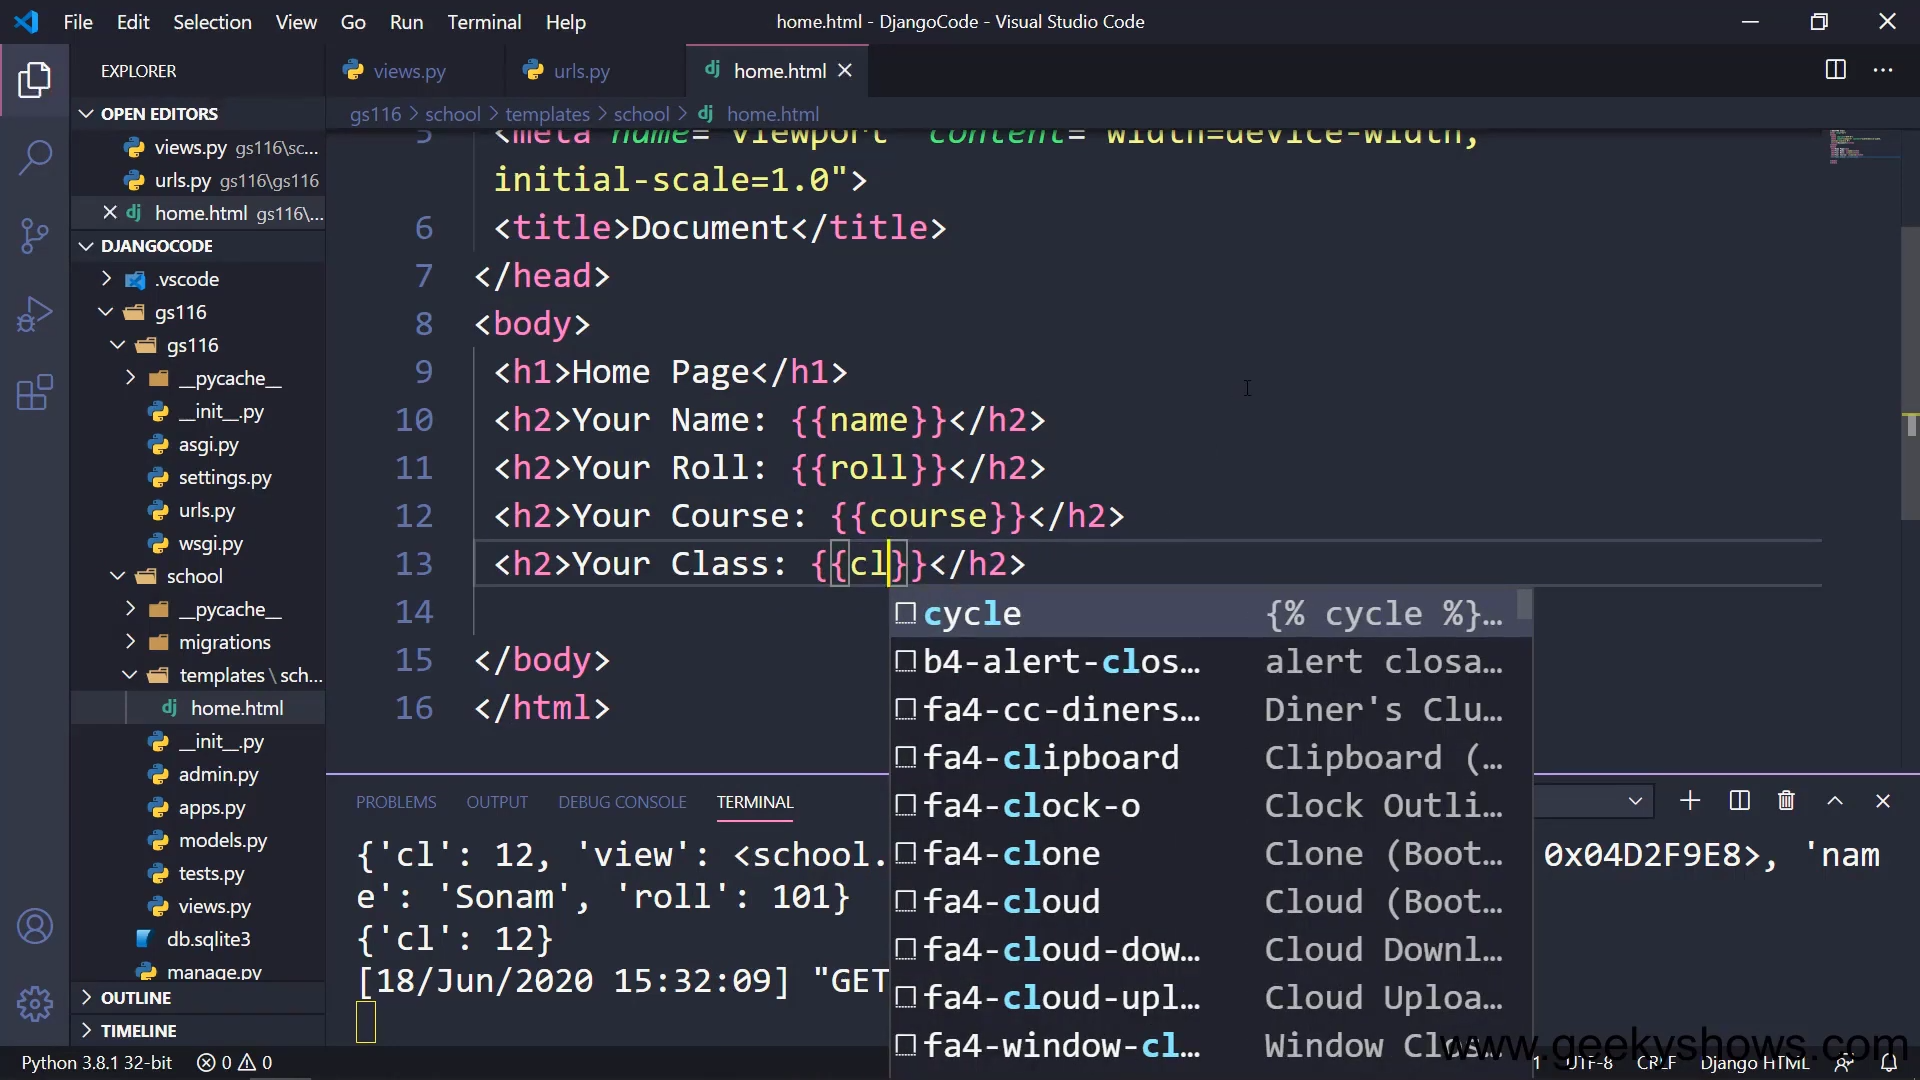 File Edit Selection View Go Run Terminal Help
home.html - DjangoCode - Visual Studio Code
EXPLORER
OPEN EDITORS
views.py gs116\sc...
urls.py gs116\gs116
home.html gs116\...
DJANGOCODE
.vscode
gs116
gs116
__pycache__
__init__.py
asgi.py
settings.py
urls.py
wsgi.py
school
__pycache__
migrations
templates\sch...
home.html
__init__.py
admin.py
apps.py
models.py
tests.py
views.py
db.sqlite3
manage.py
OUTLINE
TIMELINE
views.py urls.py dj home.html
gs116 > school > templates > school > dj home.html
5 <meta name="viewport" content="width=device-width,
initial-scale=1.0">
6 <title>Document</title>
7 </head>
8 <body>
9 <h1>Home Page</h1>
10 <h2>Your Name: {{name}}</h2>
11 <h2>Your Roll: {{roll}}</h2>
12 <h2>Your Course: {{course}}</h2>
13 <h2>Your Class: {{cl}}</h2>
14
15 </body>
16 </html>
cycle {% cycle %}...
b4-alert-clos... alert closa...
fa4-cc-diners... Diner's Clu...
fa4-clipboard Clipboard (...
fa4-clock-o Clock Outli...
fa4-clone Clone (Boot...
fa4-cloud Cloud (Boot...
fa4-cloud-dow... Cloud Downl...
fa4-cloud-upl... Cloud Uploa...
fa4-window-cl... Window Clos...
PROBLEMS OUTPUT DEBUG CONSOLE TERMINAL
{'cl': 12, 'view': <school. 0x04D2F9E8>, 'nam
e': 'Sonam', 'roll': 101}
{'cl': 12}
[18/Jun/2020 15:32:09] "GET
Python 3.8.1 32-bit 0 0
UTF-8 CRLF Django HTML
www.geekyshows.com